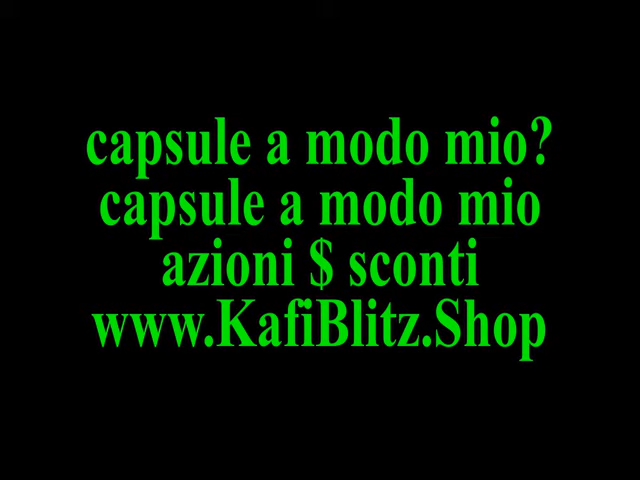 capsule a modo mio?
capsule a modo mio
azioni $ sconti
www.KafiBlitz.Shop